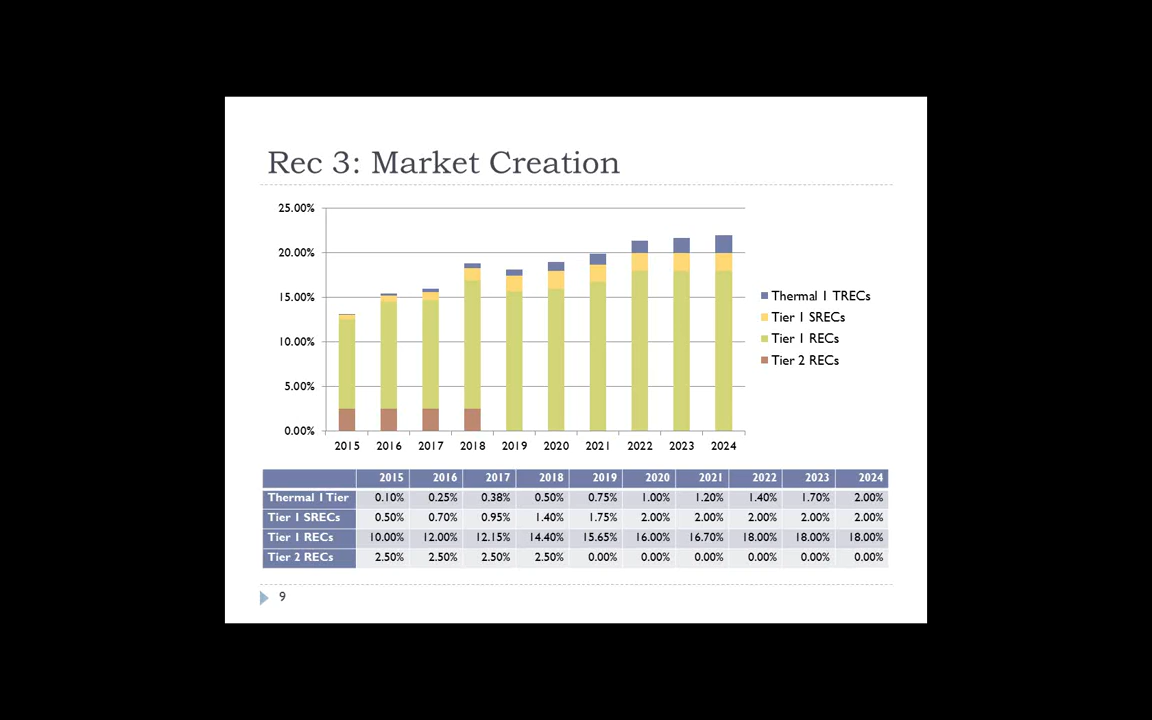 Rec 3: Market Creation
25.00%
20.00%
15.00%
10.00%
5.00%
0.00%
2015 2016 2017 2018 2019 2020 2021 2022 2023 2024
Thermal 1 TRECs
Tier 1 SRECs
Tier 1 RECs
Tier 2 RECs
2015 2016 2017 2018 2019 2020 2021 2022 2023 2024
Thermal 1 Tier 0.10% 0.25% 0.38% 0.50% 0.75% 1.00% 1.20% 1.40% 1.70% 2.00%
Tier 1 SRECs 0.50% 0.70% 0.95% 1.40% 1.75% 2.00% 2.00% 2.00% 2.00% 2.00%
Tier 1 RECs 10.00% 12.00% 12.15% 14.40% 15.65% 16.00% 16.70% 18.00% 18.00% 18.00%
Tier 2 RECs 2.50% 2.50% 2.50% 2.50% 0.00% 0.00% 0.00% 0.00% 0.00% 0.00%
9